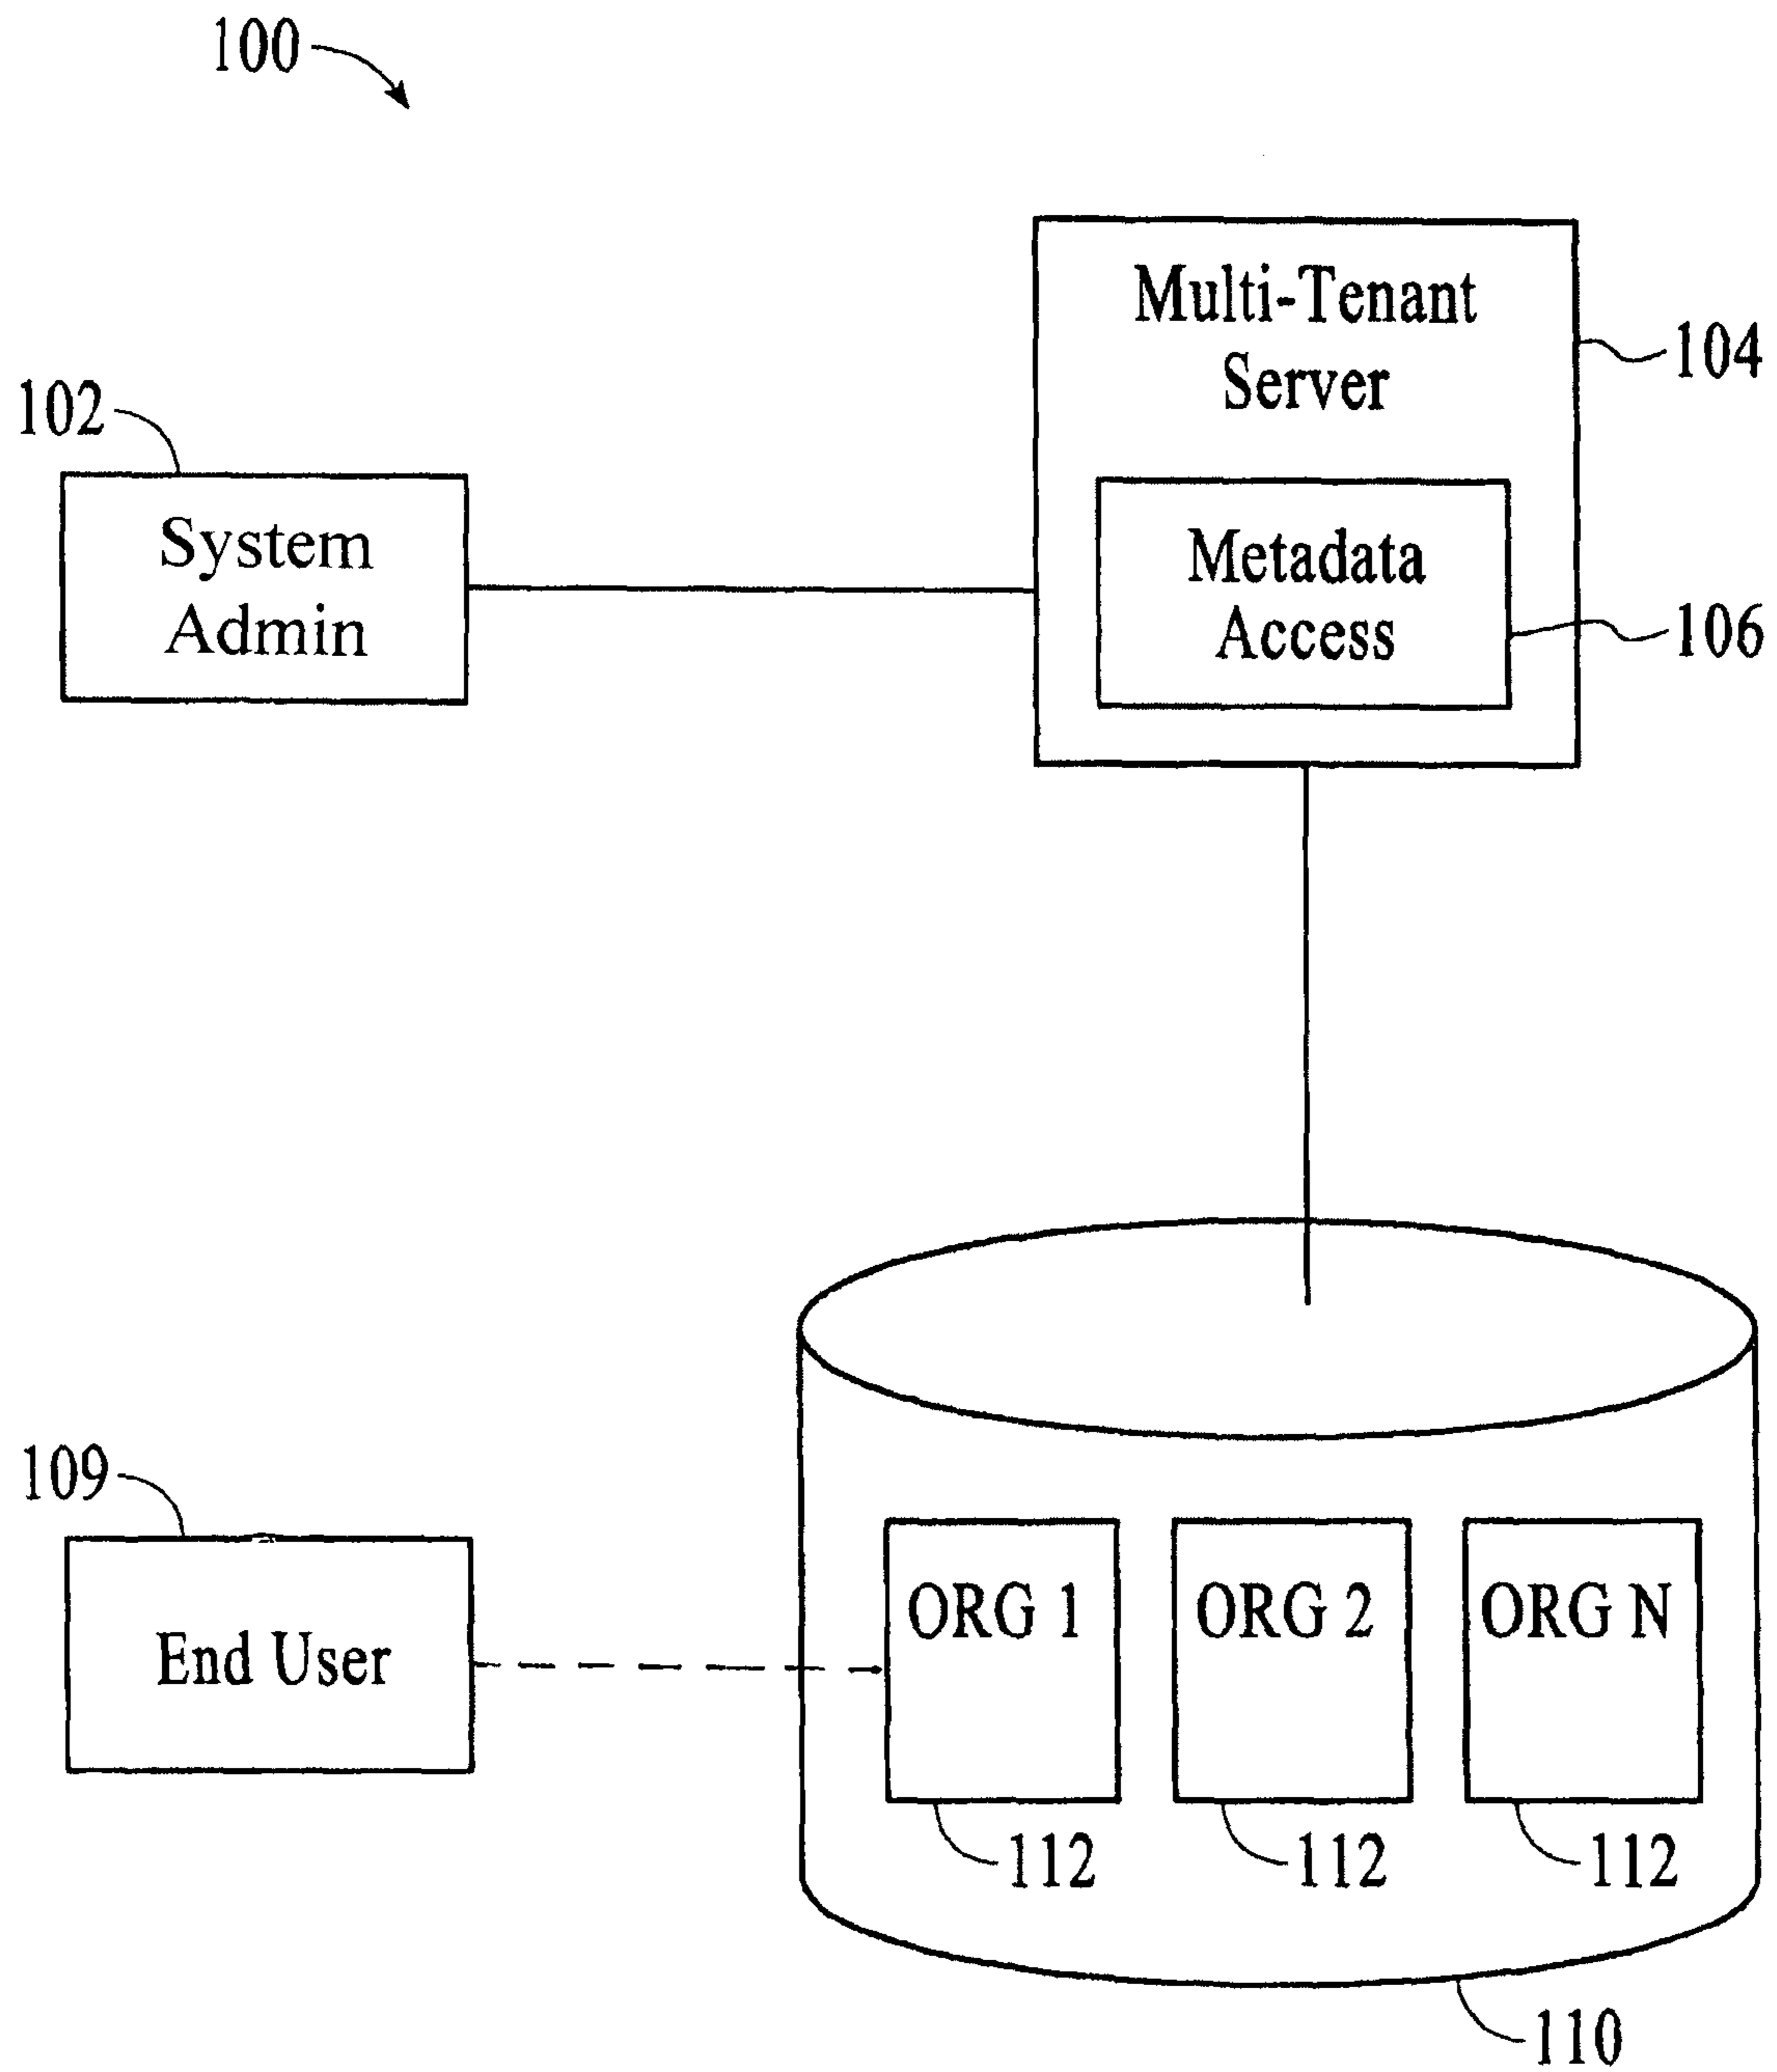 100
Multi-Tenant
Server
104
102
System
Admin
Metadata
Access
106
109
End User
ORG 1
ORG 2
ORG N
112
112
112
110